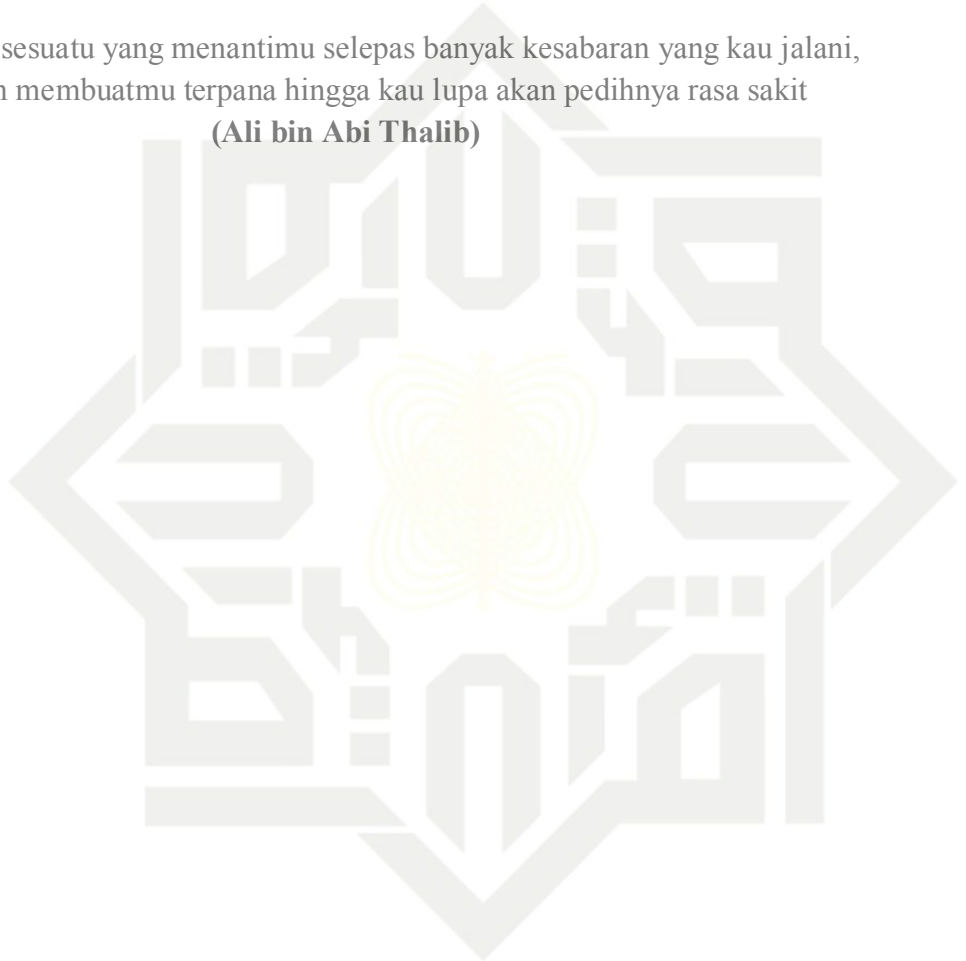 sesuatu yang menantimu selepas banyak kesabaran yang kau jalani,
membuatmu terpana hingga kau lupa akan pedihnya rasa sakit
(Ali bin Abi Thalib)